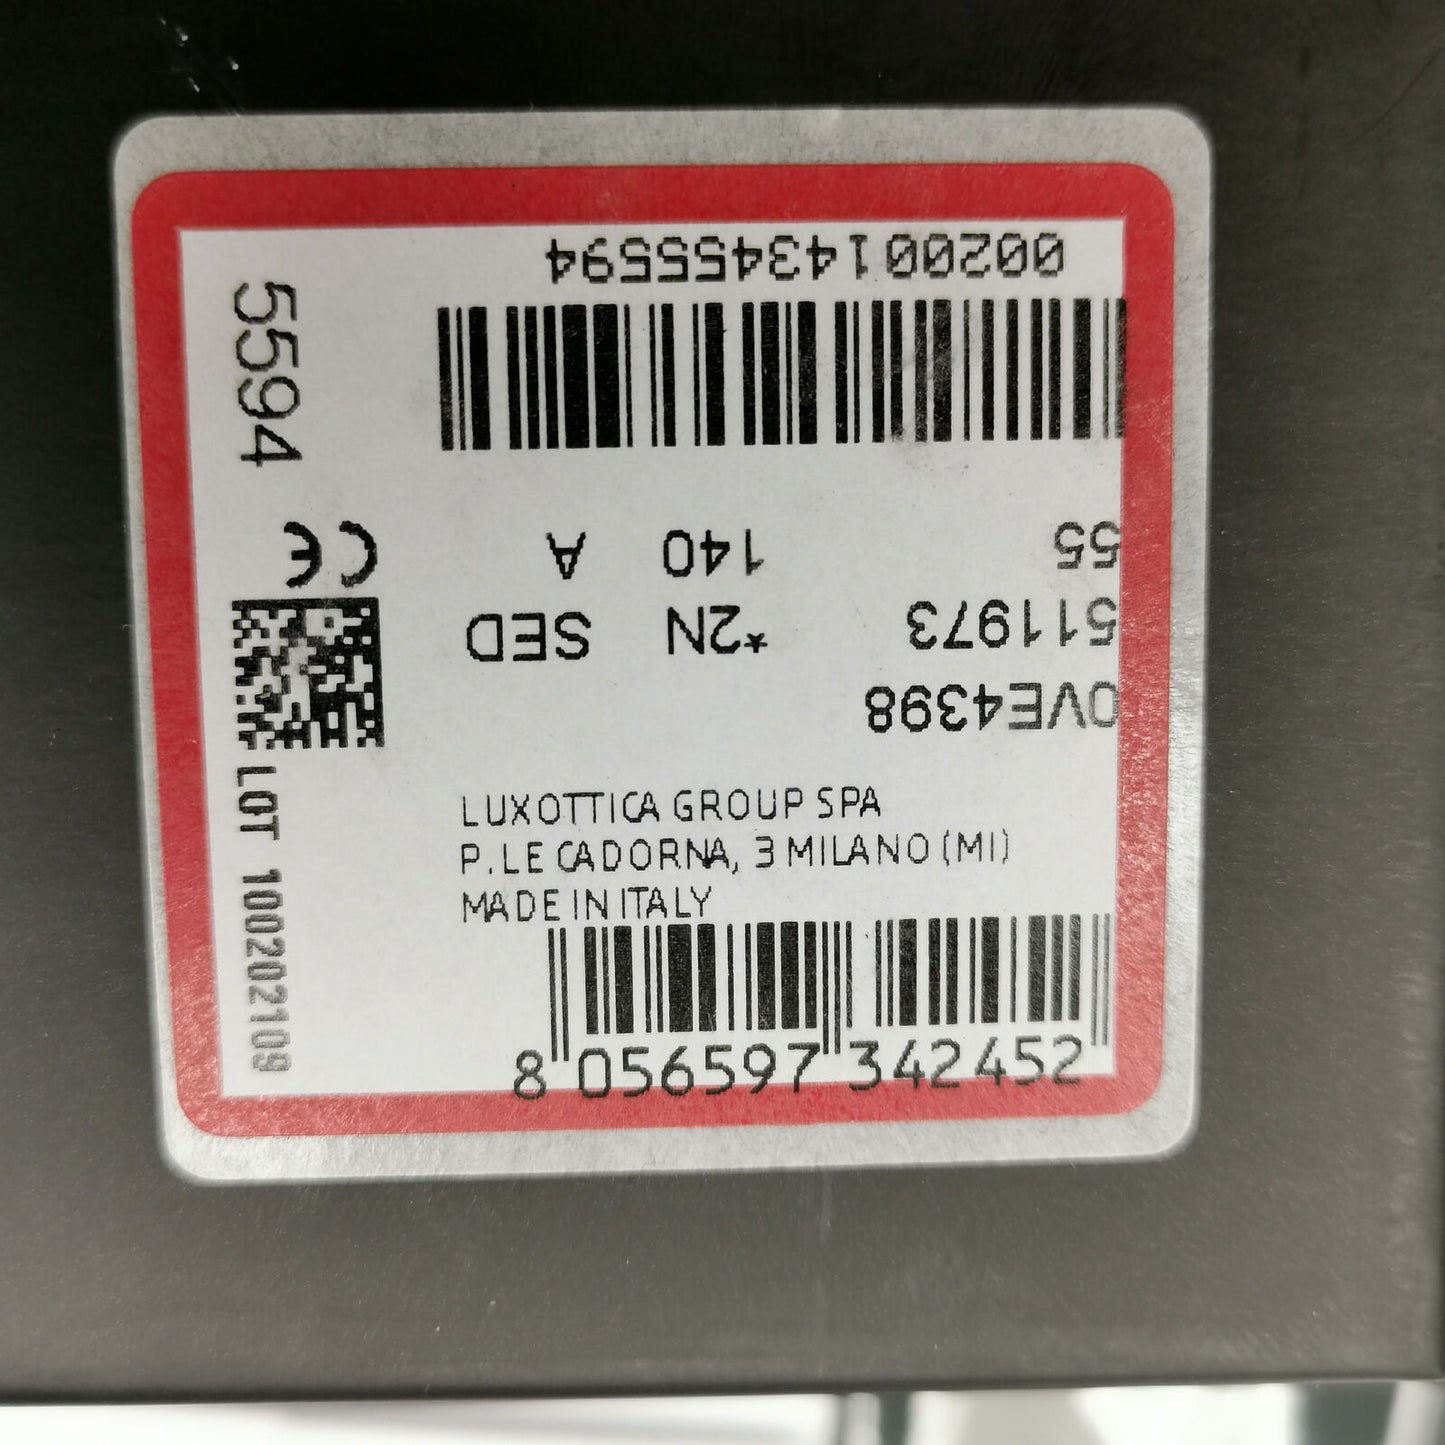 0VE4398
511973 *2N SED
55 140 A
00200143455594
5594
CE
LOT 100202109
LUXOTTICA GROUP SPA
P.LE CADORNA, 3 MILANO (MI)
MADE IN ITALY
8 056597 342452